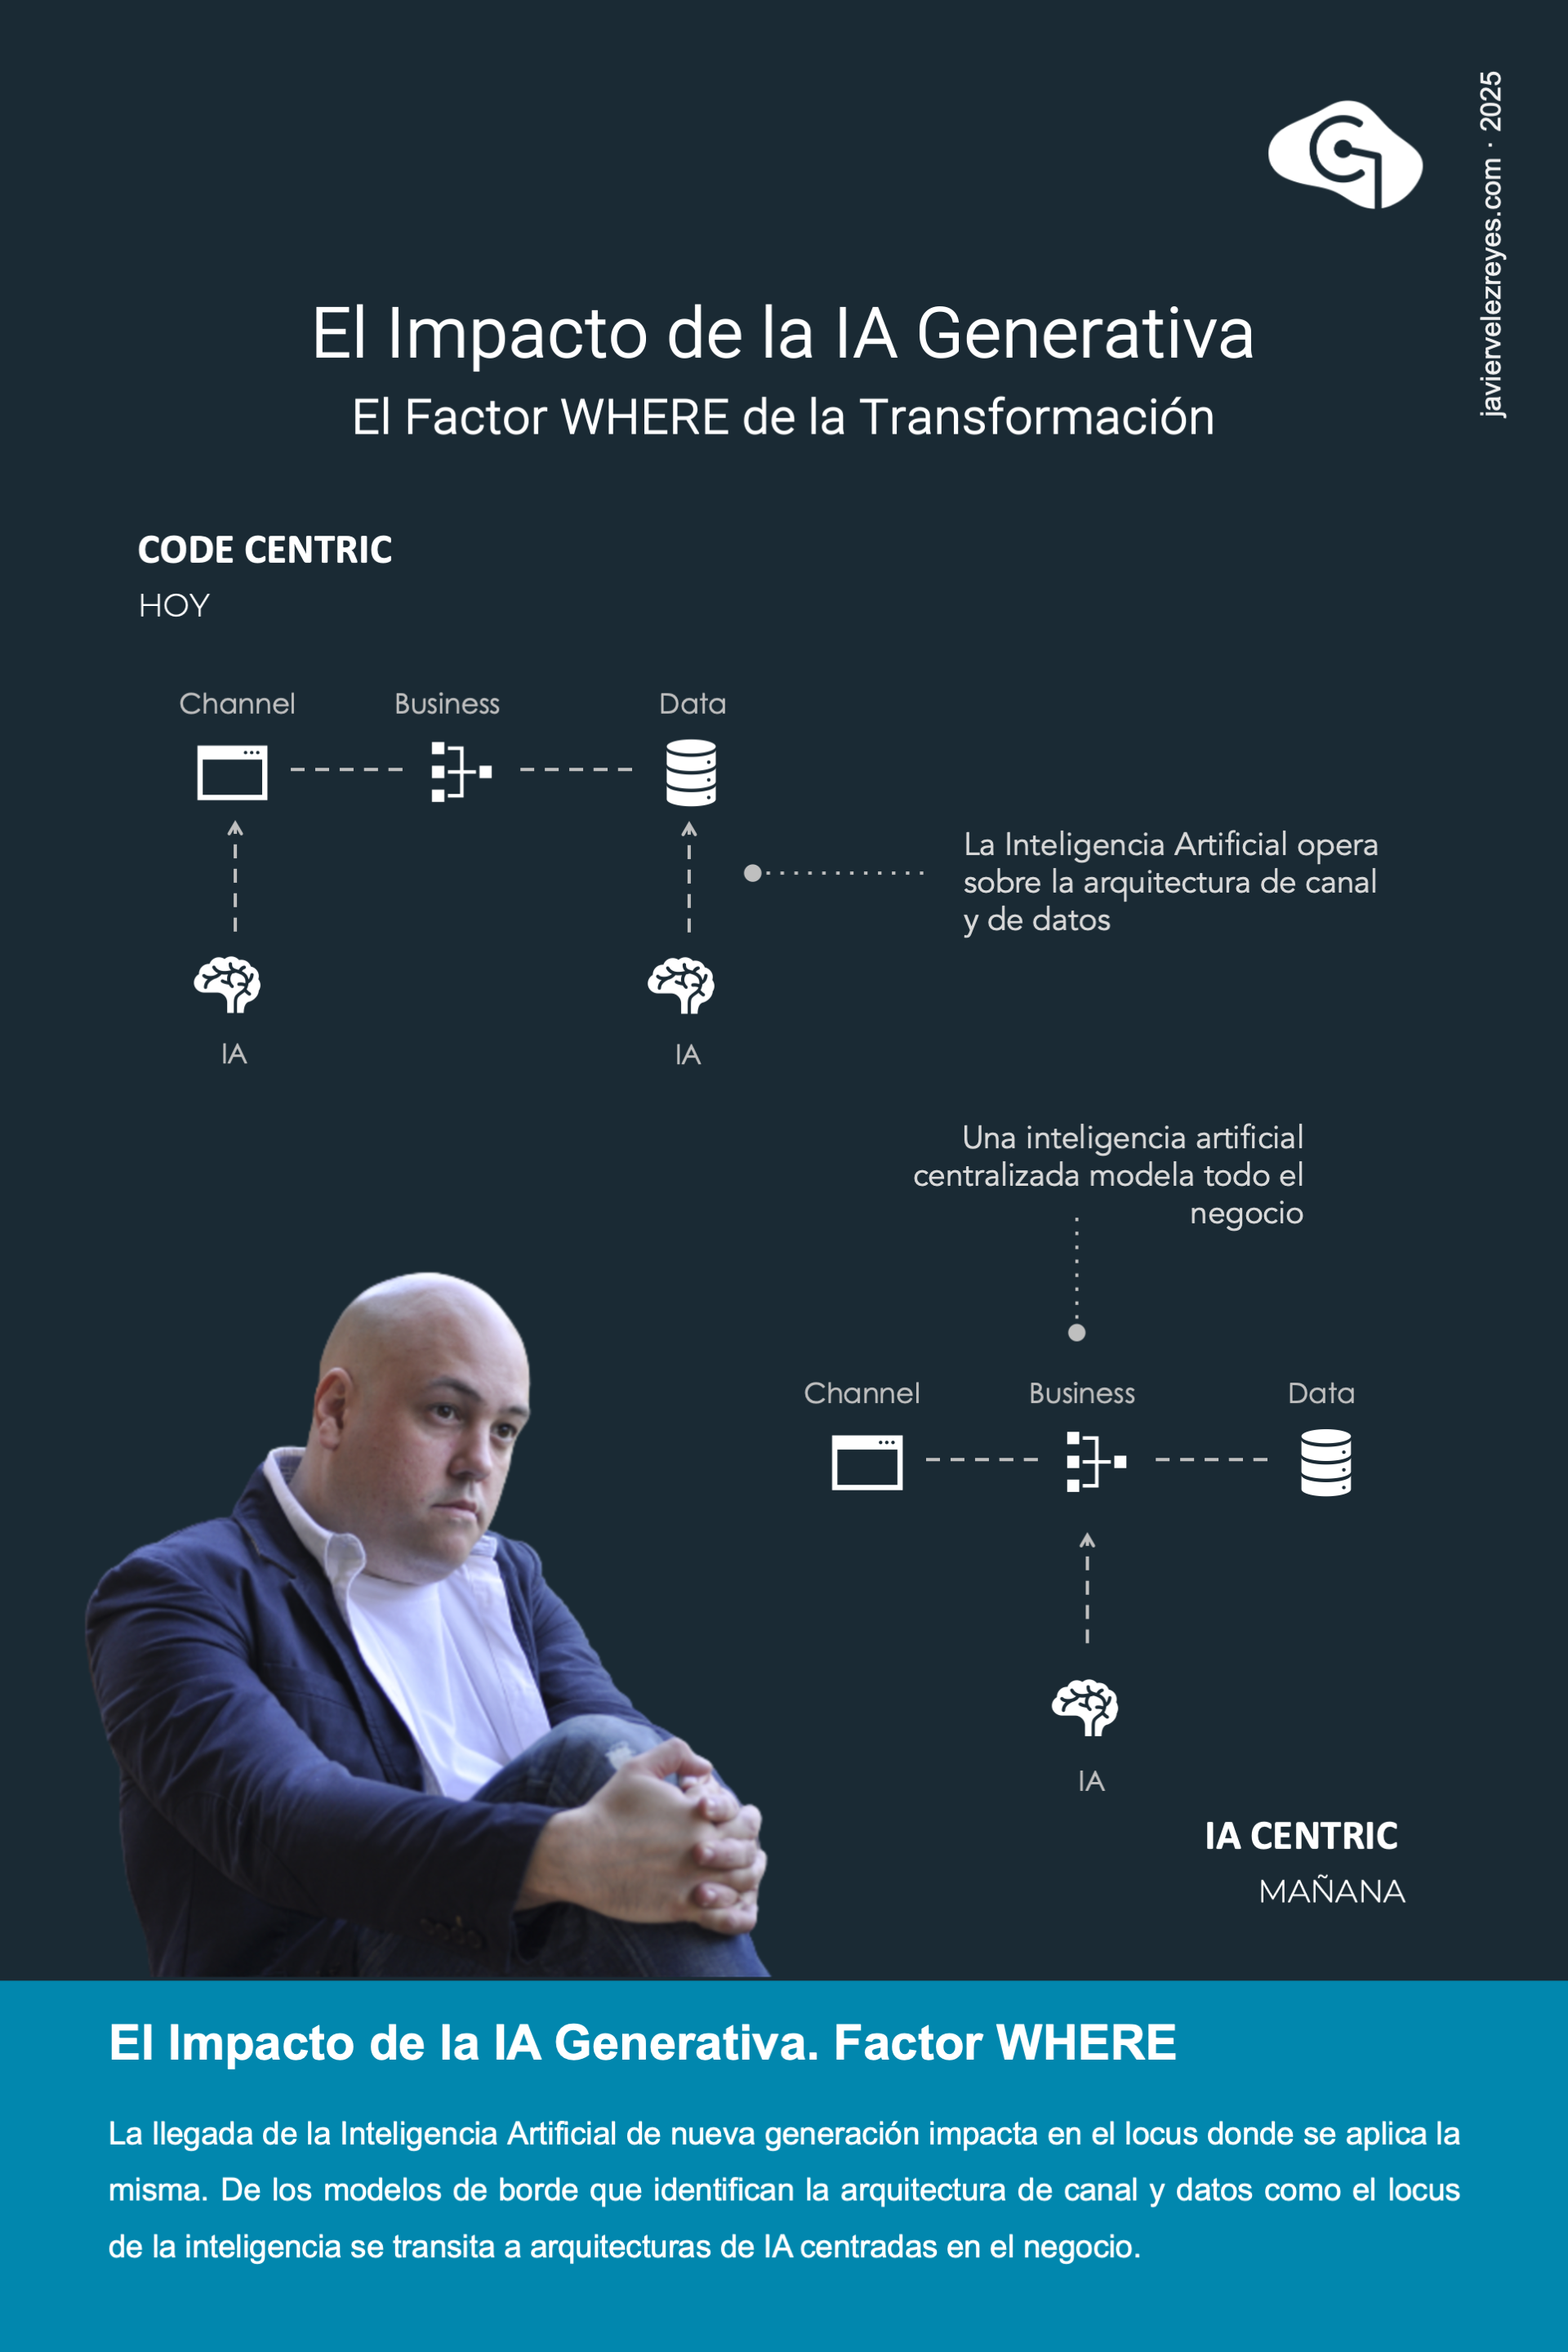 javiervelezreyes.com · 2025
El Impacto de la IA Generativa
El Factor WHERE de la Transformación
CODE CENTRIC
HOY
Channel
Business
Data
La Inteligencia Artificial opera
sobre la arquitectura de canal
y de datos
IA
IA
Una inteligencia artificial
centralizada modela todo el
negocio
Channel
Business
Data
IA
IA CENTRIC
MAÑANA
El Impacto de la IA Generativa. Factor WHERE
La llegada de la Inteligencia Artificial de nueva generación impacta en el locus donde se aplica la
misma. De los modelos de borde que identifican la arquitectura de canal y datos como el locus
de la inteligencia se transita a arquitecturas de IA centradas en el negocio.